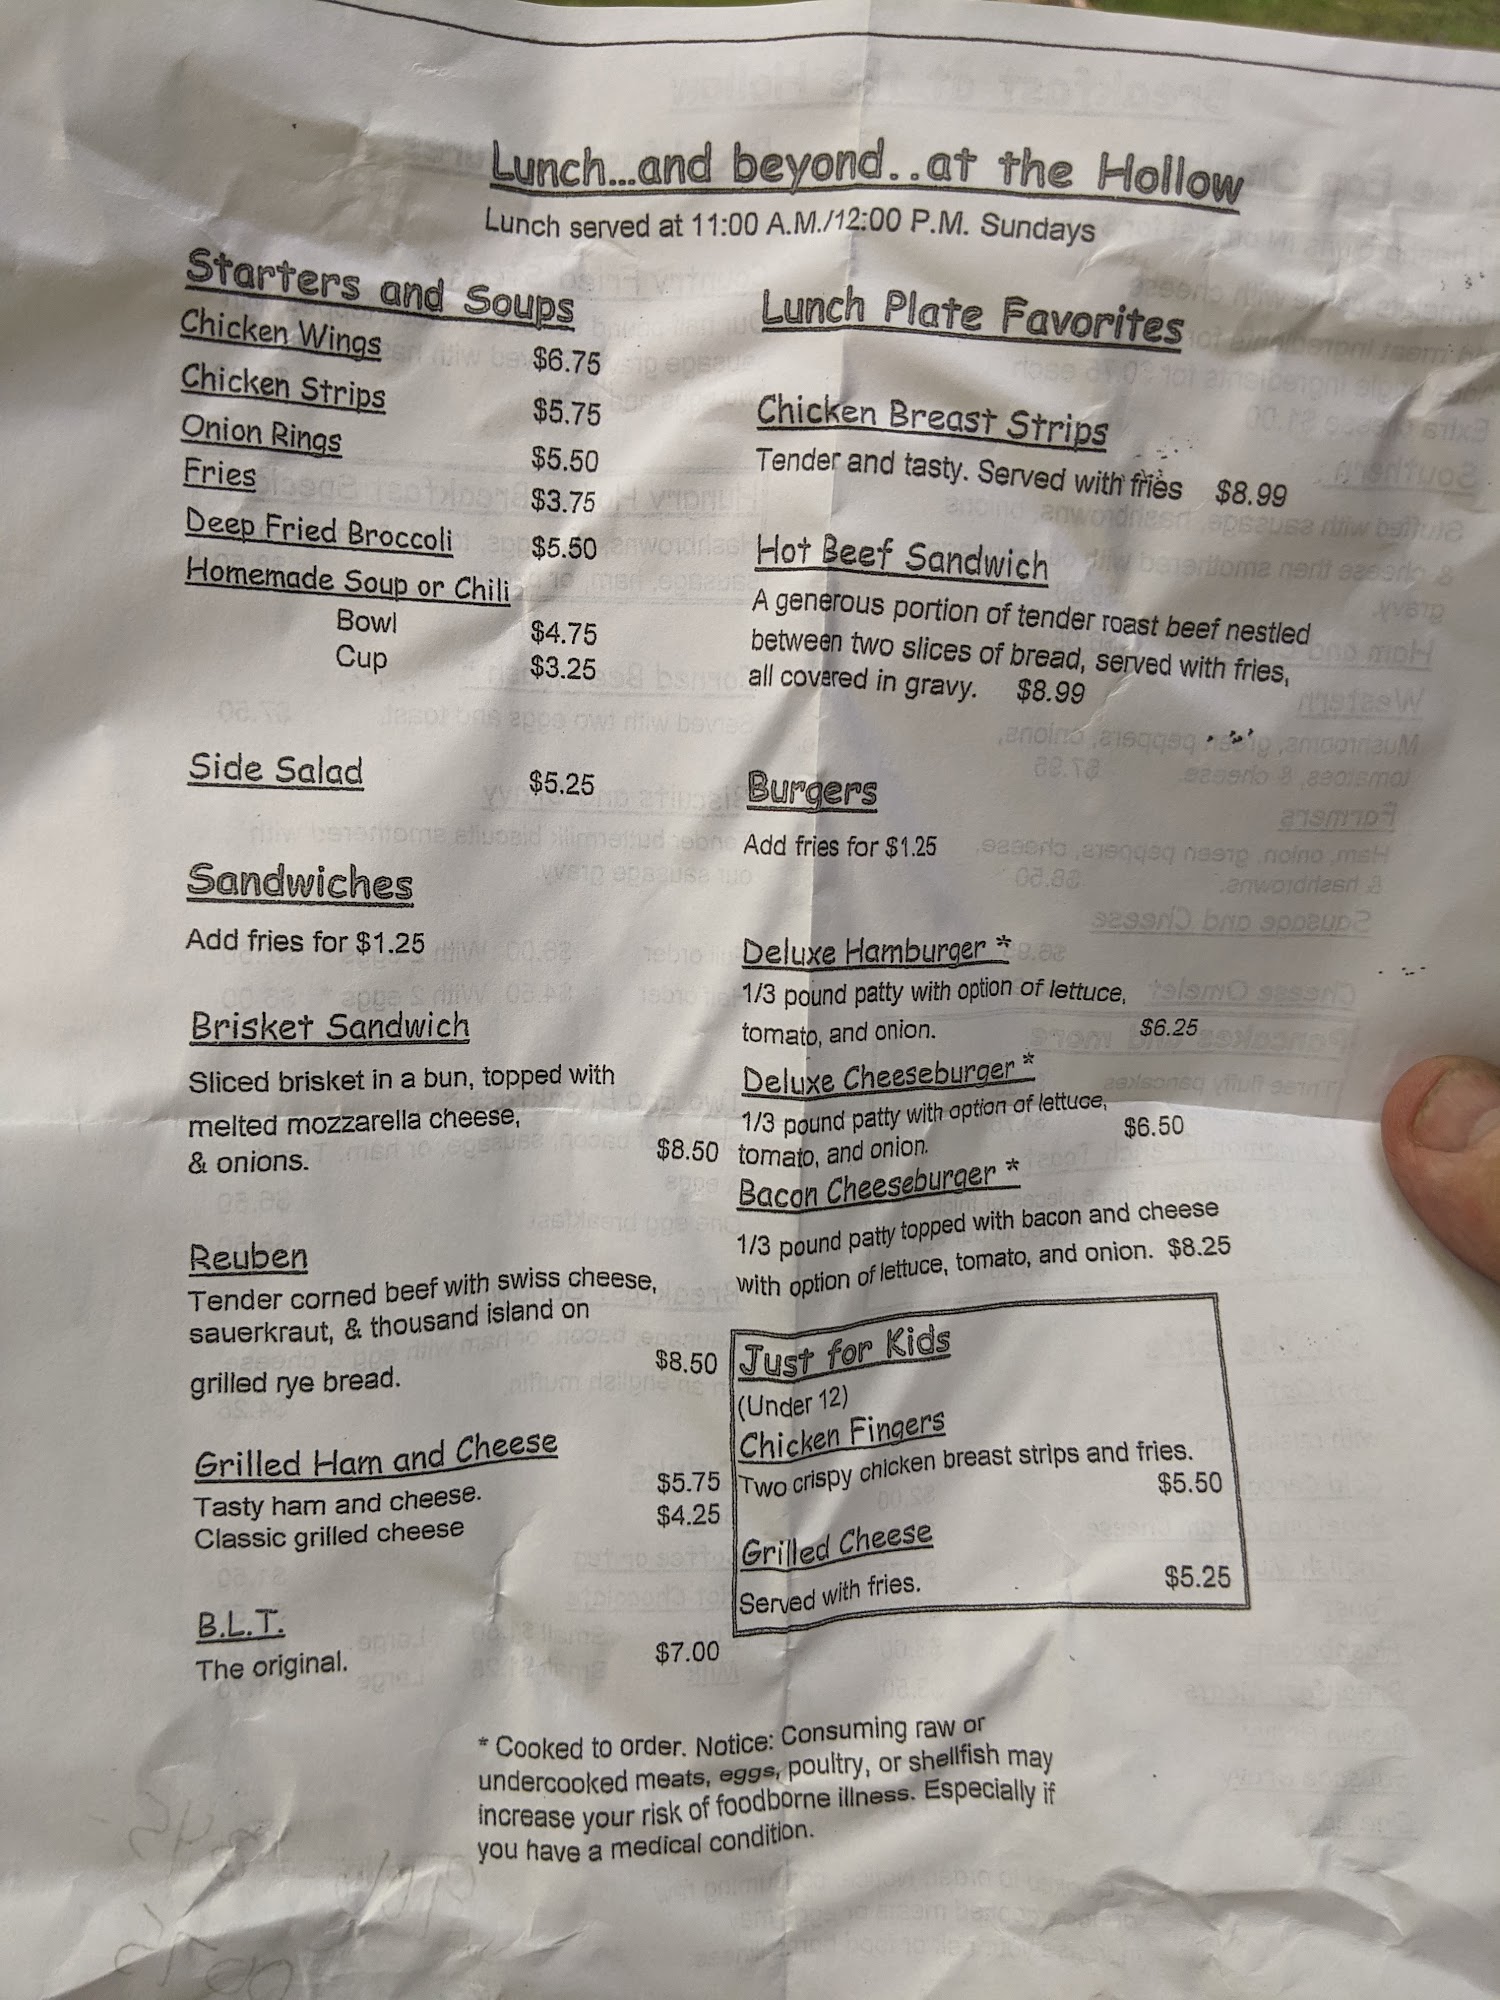 Lunch...and beyond..at the Hollow
Lunch served at 11:00 A.M./12:00 P.M. Sundays
Starters and Soups
Chicken Wings $6.75
Chicken Strips $5.75
Onion Rings $5.50
Fries $3.75
Deep Fried Broccoli $5.50
Homemade Soup or Chili
Bowl $4.75
Cup $3.25
Side Salad $5.25
Sandwiches
Add fries for $1.25
Brisket Sandwich
Sliced brisket in a bun, topped with
melted mozzarella cheese,
& onions. $8.50
Reuben
Tender corned beef with swiss cheese,
sauerkraut, & thousand island on
grilled rye bread. $8.50
Grilled Ham and Cheese
Tasty ham and cheese. $5.75
Classic grilled cheese $4.25
B.L.T.
The original. $7.00
Lunch Plate Favorites
Chicken Breast Strips
Tender and tasty. Served with fries $8.99
Hot Beef Sandwich
A generous portion of tender roast beef nestled
between two slices of bread, served with fries,
all covered in gravy. $8.99
Burgers
Add fries for $1.25
Deluxe Hamburger *
1/3 pound patty with option of lettuce,
tomato, and onion. $6.25
Deluxe Cheeseburger *
1/3 pound patty with option of lettuce,
tomato, and onion. $6.50
Bacon Cheeseburger *
1/3 pound patty topped with bacon and cheese
with option of lettuce, tomato, and onion. $8.25
Just for Kids
(Under 12)
Chicken Fingers
Two crispy chicken breast strips and fries.
$5.50
Grilled Cheese
Served with fries. $5.25
* Cooked to order. Notice: Consuming raw or
undercooked meats, eggs, poultry, or shellfish may
increase your risk of foodborne illness. Especially if
you have a medical condition.